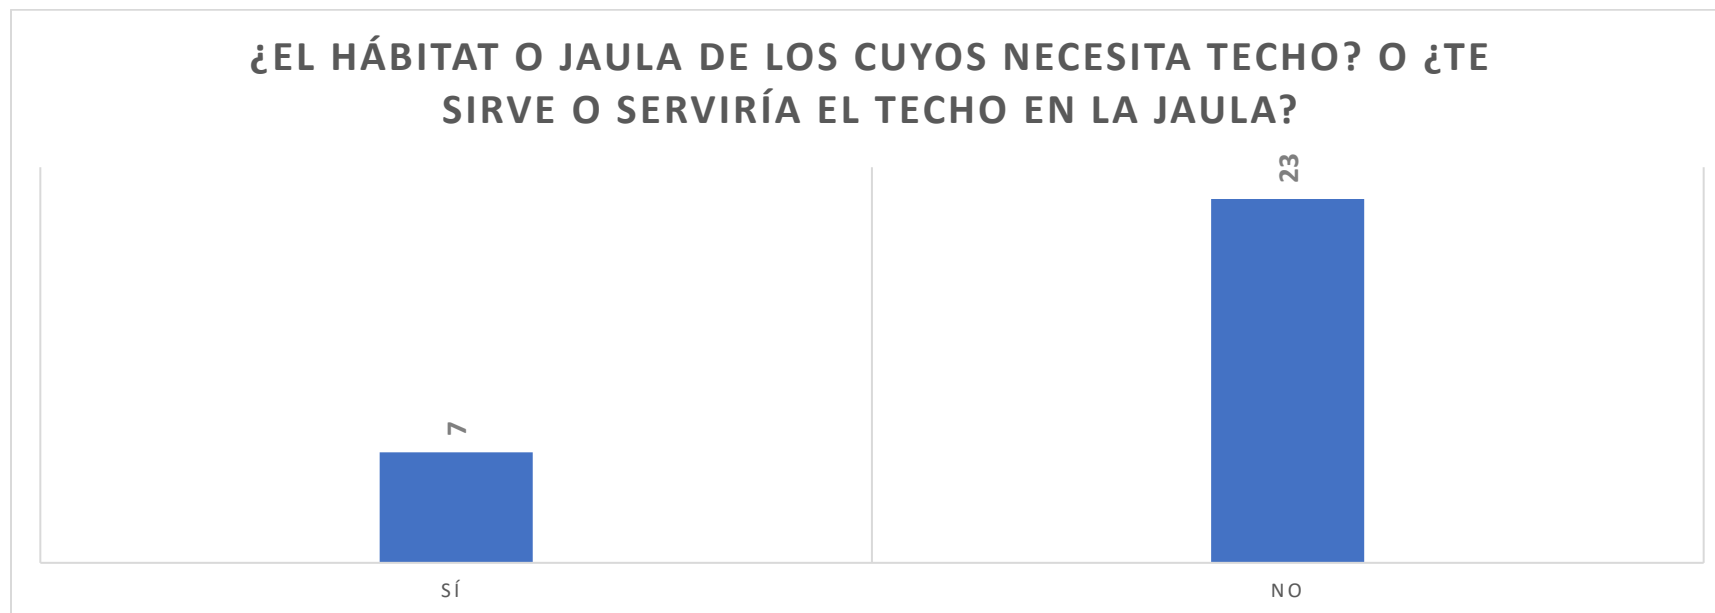 ¿EL HÁBITAT O JAULA DE LOS CUYOS NECESITA TECHO? O ¿TE
SIRVE O SERVIRÍA EL TECHO EN LA JAULA?
7
23
SÍ
NO